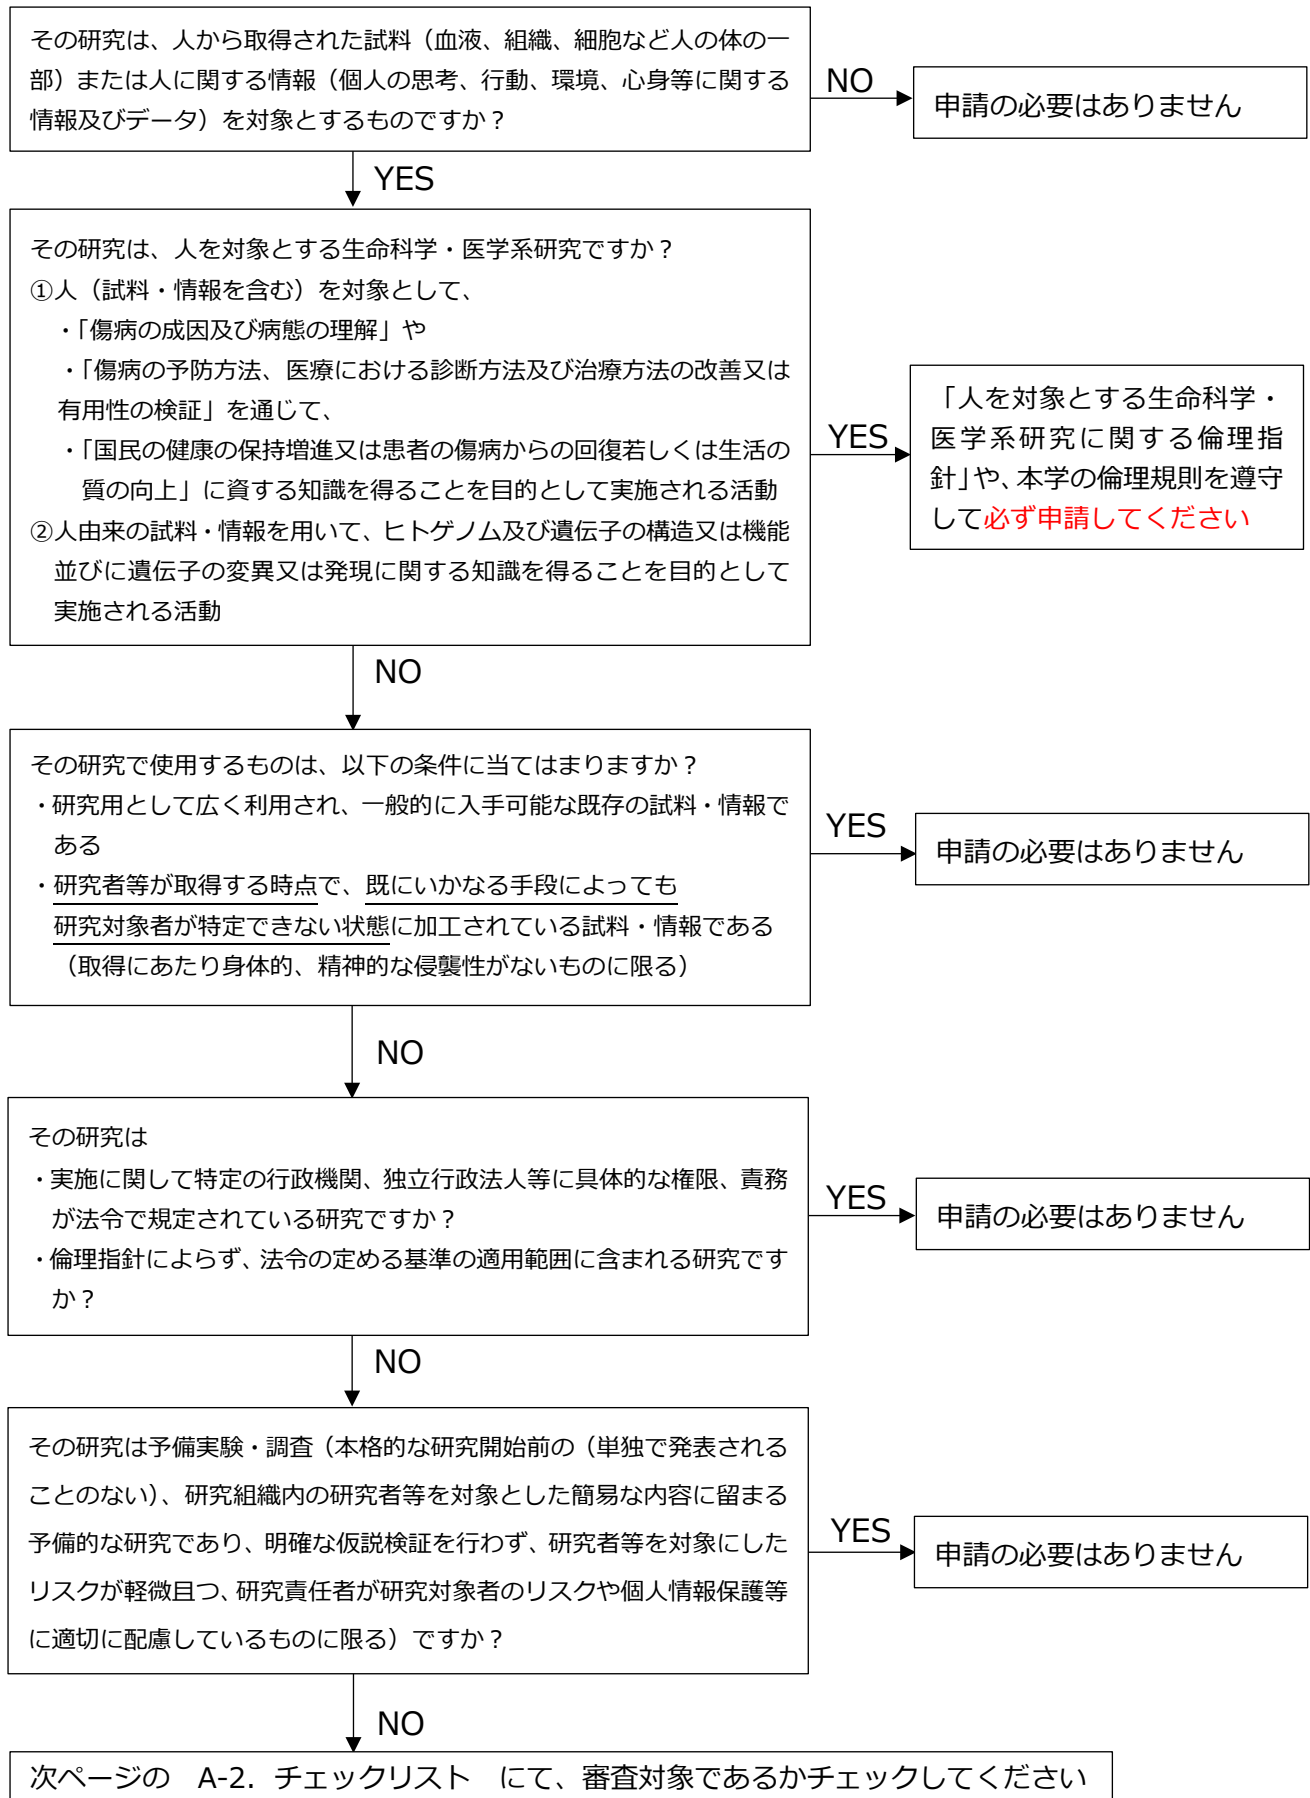 その研究は、人から取得された試料（血液、組織、細胞など人の体の一
部）または人に関する情報（個人の思考、行動、環境、心身等に関する
情報及びデータ）を対象とするものですか？
NO
申請の必要はありません
YES
その研究は、人を対象とする生命科学・医学系研究ですか？
①人（試料・情報を含む）を対象として、
・「傷病の成因及び病態の理解」や
・「傷病の予防方法、医療における診断方法及び治療方法の改善又は
有用性の検証」を通じて、
・「国民の健康の保持増進又は患者の傷病からの回復若しくは生活の
質の向上」に資する知識を得ることを目的として実施される活動
②人由来の試料・情報を用いて、ヒトゲノム及び遺伝子の構造又は機能
並びに遺伝子の変異又は発現に関する知識を得ることを目的として
実施される活動
YES
「人を対象とする生命科学・
医学系研究に関する倫理指
針」や、本学の倫理規則を遵守
して必ず申請してください
NO
その研究で使用するものは、以下の条件に当てはまりますか？
・研究用として広く利用され、一般的に入手可能な既存の試料・情報で
ある
・研究者等が取得する時点で、既にいかなる手段によっても
研究対象者が特定できない状態に加工されている試料・情報である
（取得にあたり身体的、精神的な侵襲性がないものに限る）
YES
申請の必要はありません
NO
その研究は
・実施に関して特定の行政機関、独立行政法人等に具体的な権限、責務
が法令で規定されている研究ですか？
・倫理指針によらず、法令の定める基準の適用範囲に含まれる研究です
か？
YES
申請の必要はありません
NO
その研究は予備実験・調査（本格的な研究開始前の（単独で発表される
ことのない）、研究組織内の研究者等を対象とした簡易な内容に留まる
予備的な研究であり、明確な仮説検証を行わず、研究者等を対象にした
リスクが軽微且つ、研究責任者が研究対象者のリスクや個人情報保護等
に適切に配慮しているものに限る）ですか？
YES
申請の必要はありません
NO
次ページの　A-2. チェックリスト　にて、審査対象であるかチェックしてください